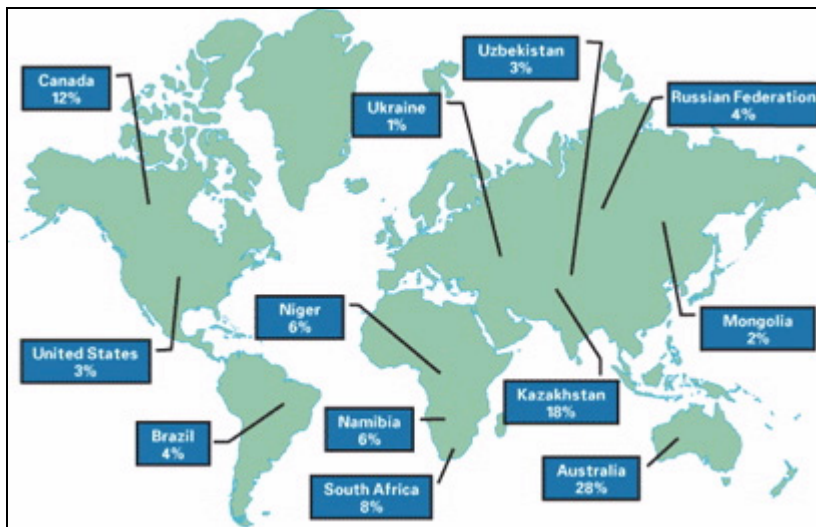 Canada
12%
Uzbekistan
3%
Ukraine
1%
Russian Federation
4%
Niger
6%
Mongolia
2%
United States
3%
Kazakhstan
18%
Brazil
4%
Namibia
6%
Australia
28%
South Africa
8%